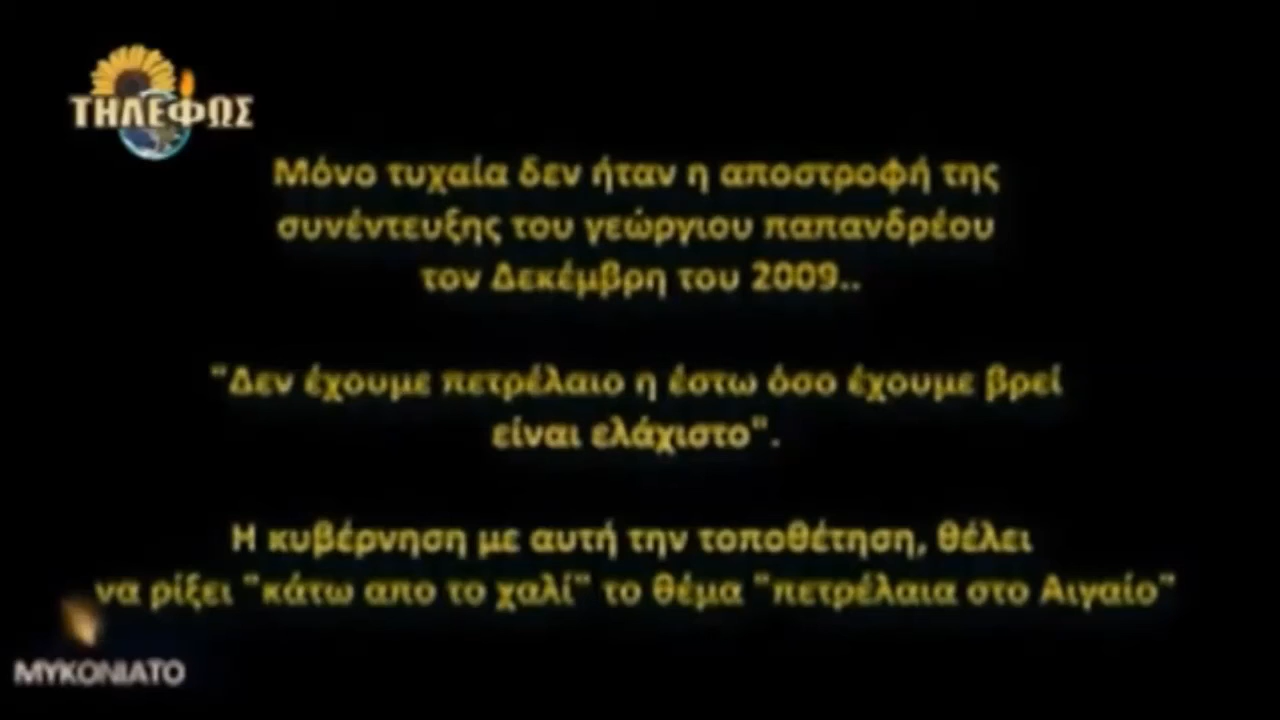 ΤΗΛΕΦΩΣ
Μόνο τυχαία δεν ήταν η αποστροφή της
συνέντευξης του γεώργιου παπανδρέου
τον Δεκέμβρη του 2009..
"Δεν έχουμε πετρέλαιο η έστω όσο έχουμε βρεί
είναι ελάχιστο".
Η κυβέρνηση με αυτή την τοποθέτηση, θέλει
να ρίξει "κάτω απο το χαλί" το θέμα "πετρέλαια στο Αιγαίο"
ΜΥΚΟΝΙΑΤΟ